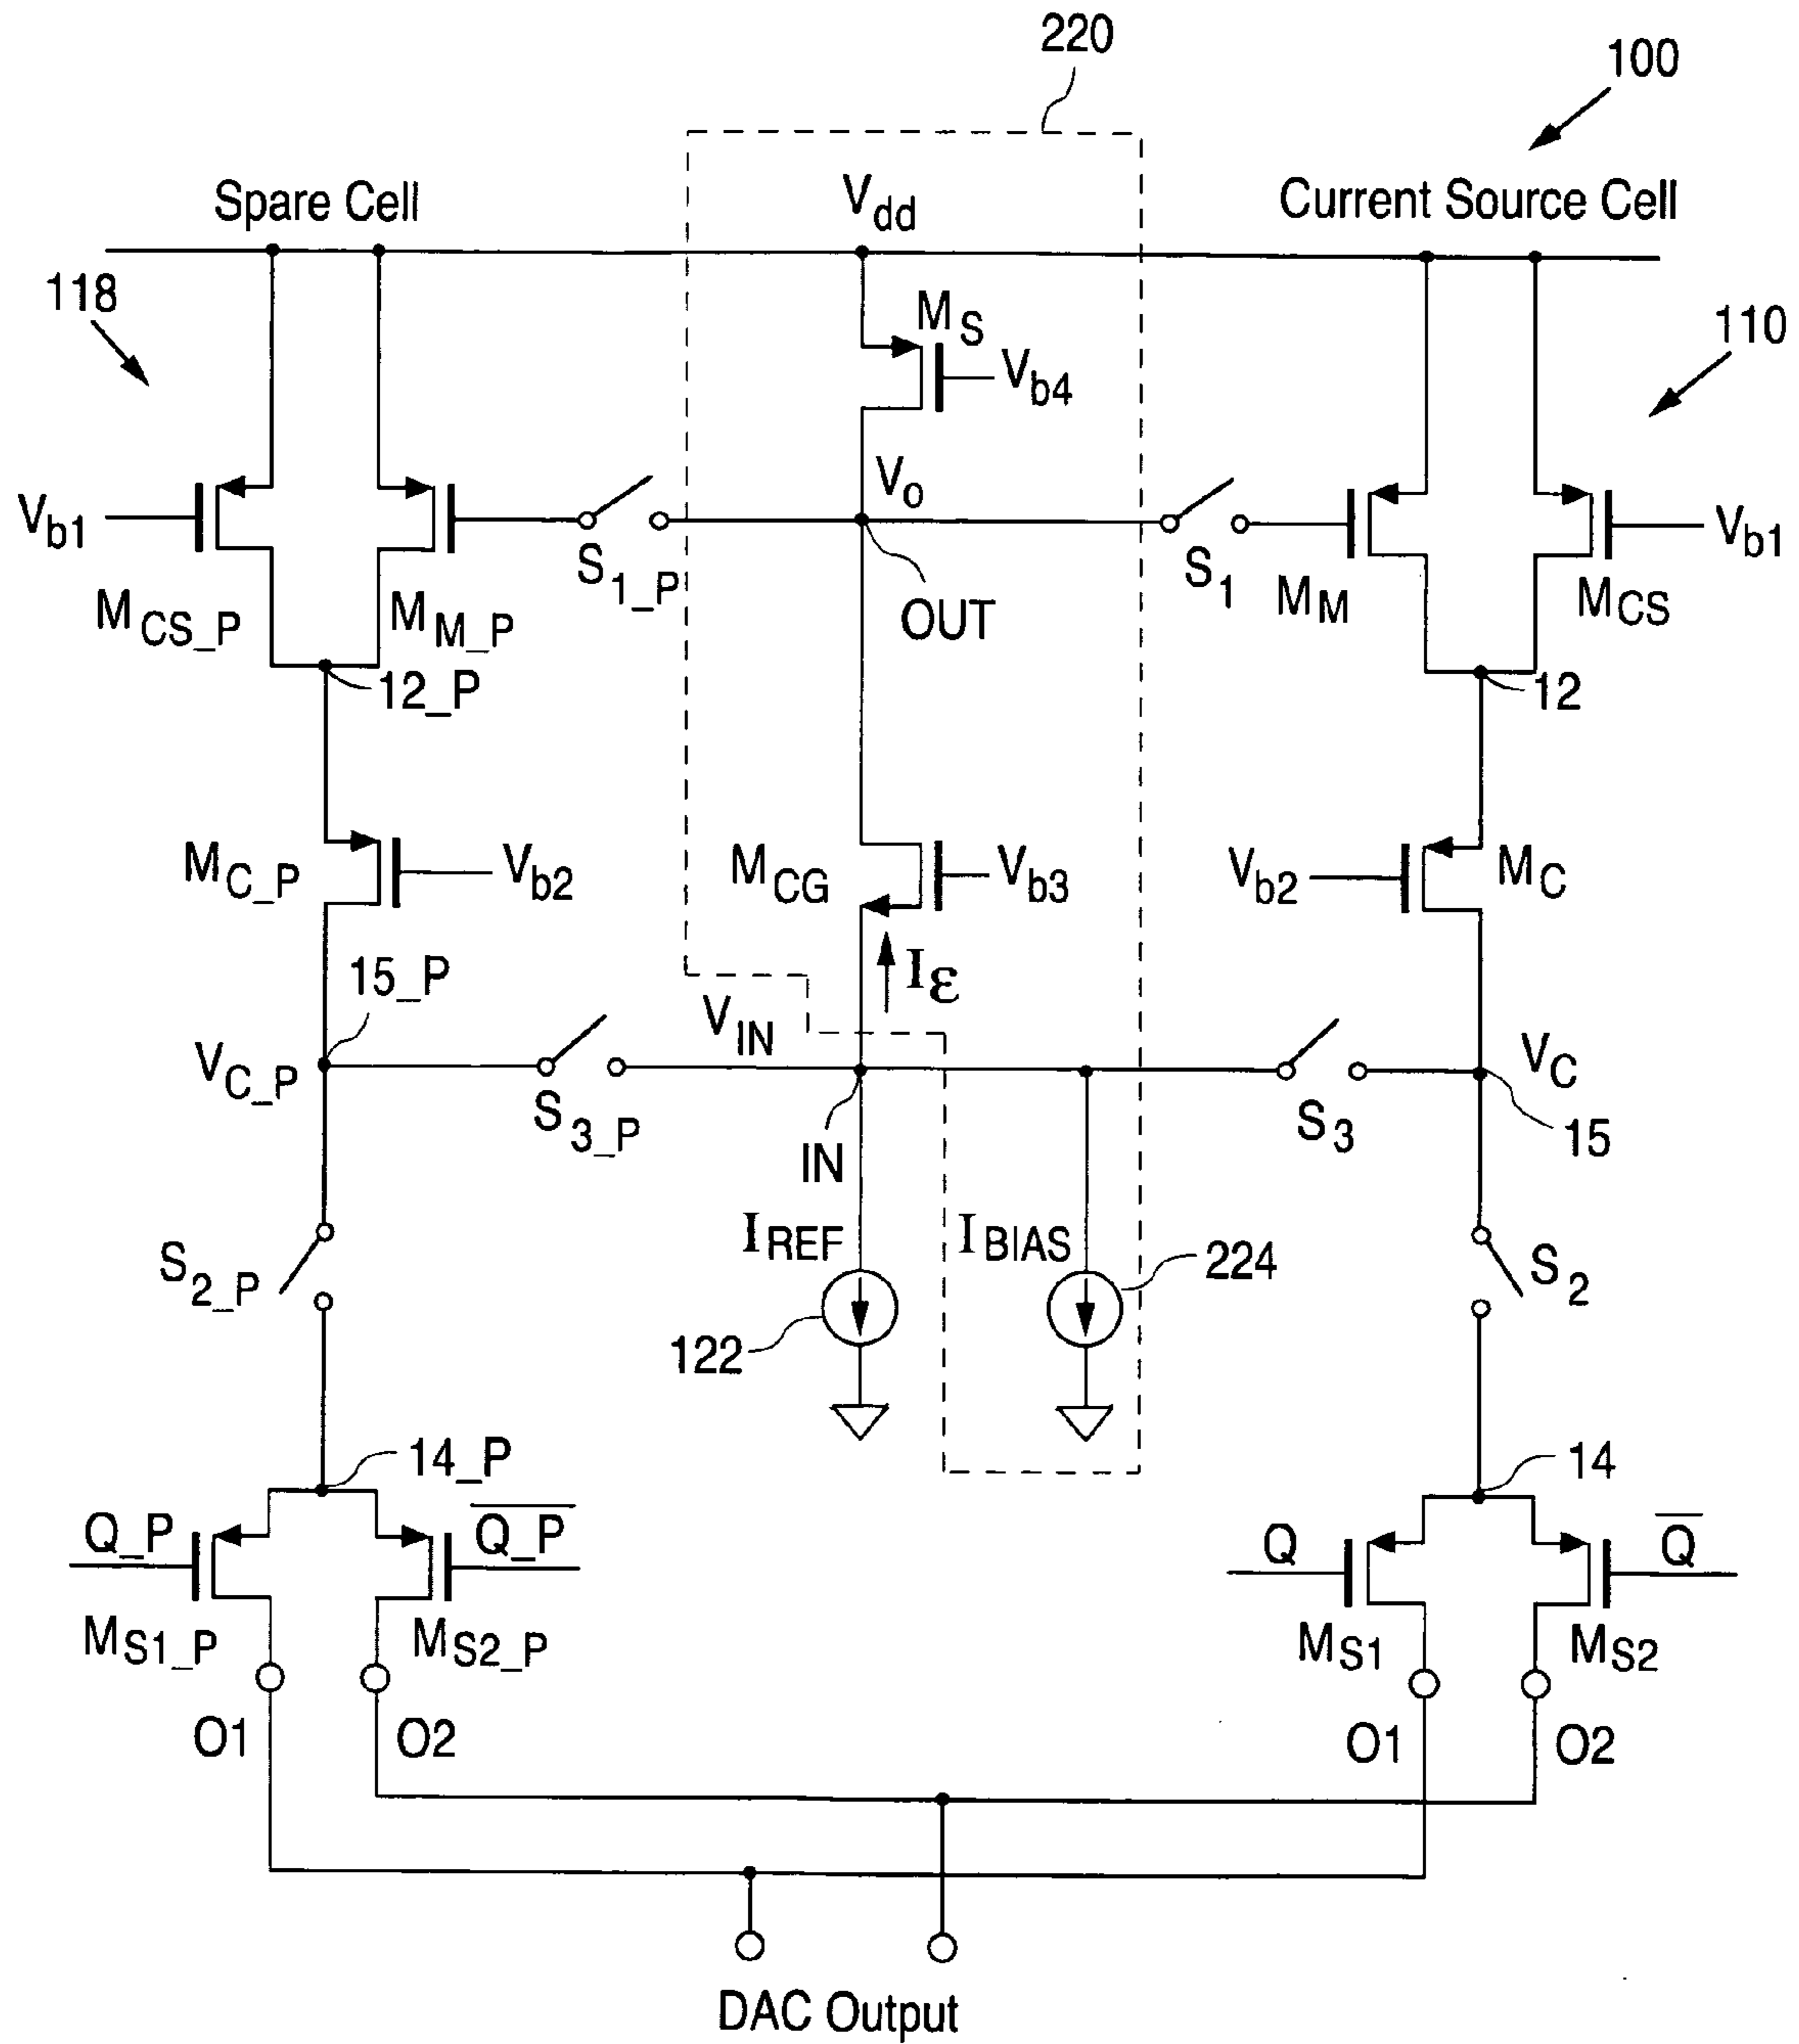 220
100
Spare Cell
Vdd
Current Source Cell
118
MS
110
Vb4
Vb1
Vo
Vb1
S1_P
S1
MCS_P
MM_P
OUT
MM
MCS
12_P
12
MC_P
Vb2
MCG
Vb3
Vb2
MC
15_P
Iε
VIN
VC_P
VC
S3_P
S3
15
IN
IREF
IBIAS
224
S2_P
S2
122
14_P
14
Q_P
Q̅_̅P̅
Q
Q̅
MS1_P
MS2_P
MS1
MS2
O1
O2
O1
O2
DAC Output